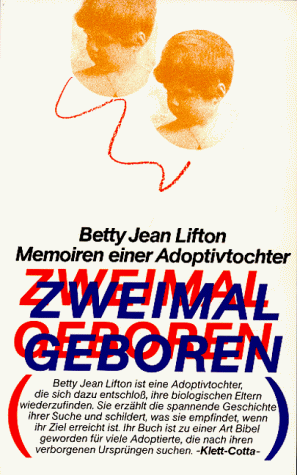 Betty Jean Lifton
Memoiren einer Adoptivtochter
ZWEIMAL
ZWEIMAL
GEBOREN
GEBOREN
(Betty Jean Lifton ist eine Adoptivtochter,
die sich dazu entschloß, ihre biologischen Eltern
wiederzufinden. Sie erzählt die spannende Geschichte
ihrer Suche und schildert, was sie empfindet, wenn
ihr Ziel erreicht ist. Ihr Buch ist zu einer Art Bibel
geworden für viele Adoptierte, die nach ihren
verborgenen Ursprüngen suchen. -Klett-Cotta-)